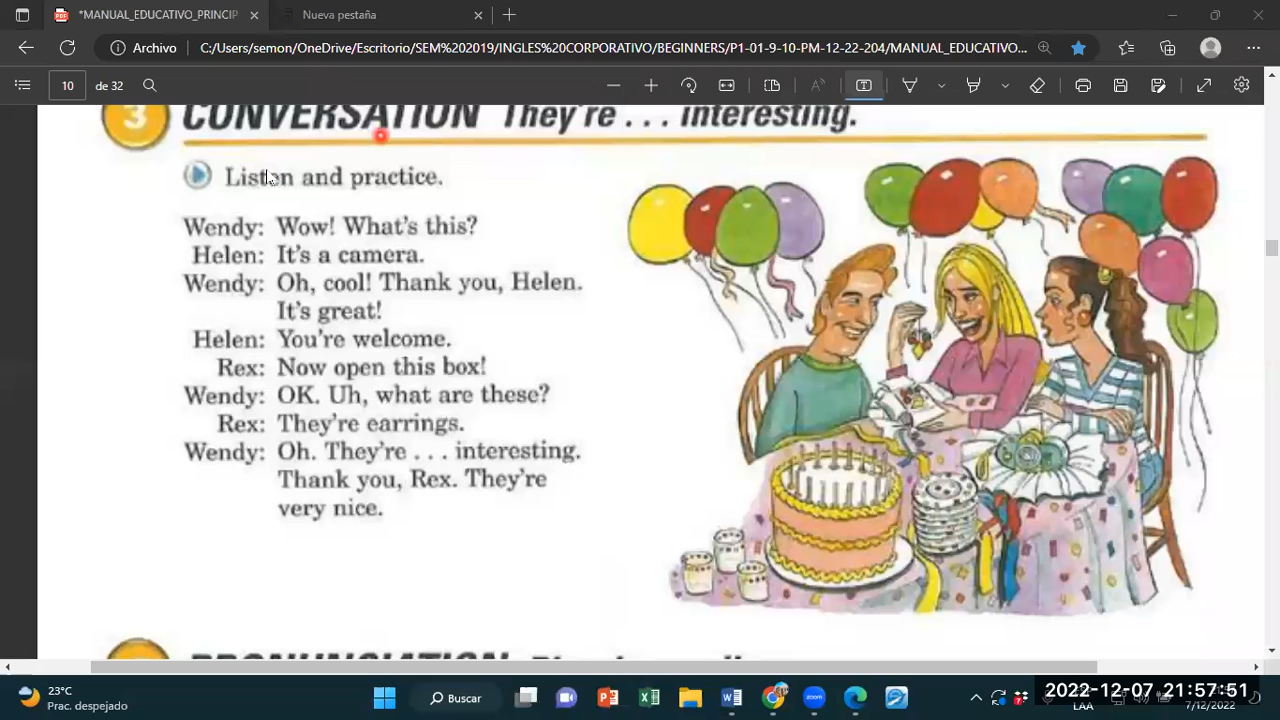 *MANUAL_EDUCATIVO_PRINCIP
Nueva pestaña
Archivo
C:/Users/semon/OneDrive/Escritorio/SEM%202019/INGLES%20CORPORATIVO/BEGINNERS/P1-01-9-10-PM-12-22-204/MANUAL_EDUCATIVO...
10 de 32
3 CONVERSATION They're . . . interesting.
Listen and practice.
Wendy: Wow! What's this?
Helen: It's a camera.
Wendy: Oh, cool! Thank you, Helen.
It's great!
Helen: You're welcome.
Rex: Now open this box!
Wendy: OK. Uh, what are these?
Rex: They're earrings.
Wendy: Oh. They're . . . interesting.
Thank you, Rex. They're
very nice.
PRONUNCIATION
23°C
Prac. despejado
Buscar
2022-12-07 21:57:51
LAA
7/12/2022